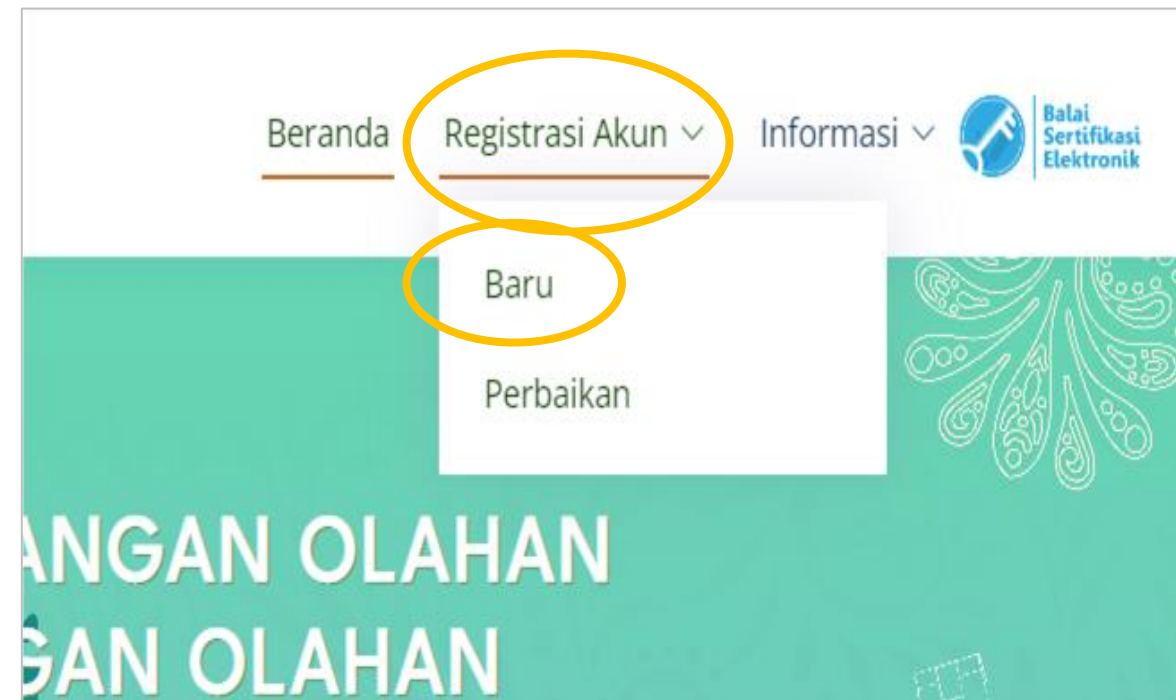 Beranda
Registrasi Akun
Informasi
Balai
Sertifikasi
Elektronik
Baru
Perbaikan
ANGAN OLAHAN
GAN OLAHAN